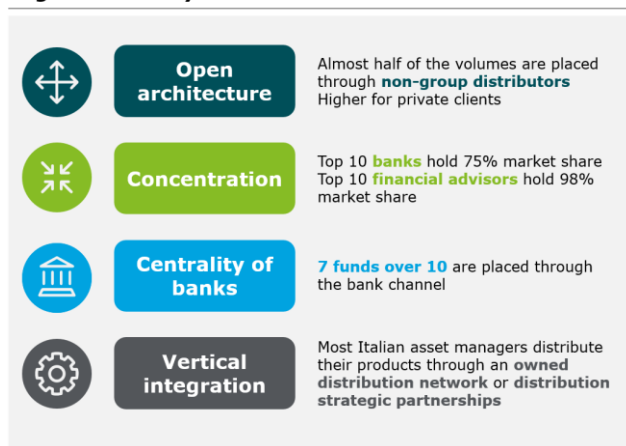 Open
architecture
Almost half of the volumes are placed
through non-group distributors
Higher for private clients
Concentration
Top 10 banks hold 75% market share
Top 10 financial advisors hold 98%
market share
Centrality of
banks
7 funds over 10 are placed through
the bank channel
Vertical
integration
Most Italian asset managers distribute
their products through an owned
distribution network or distribution
strategic partnerships